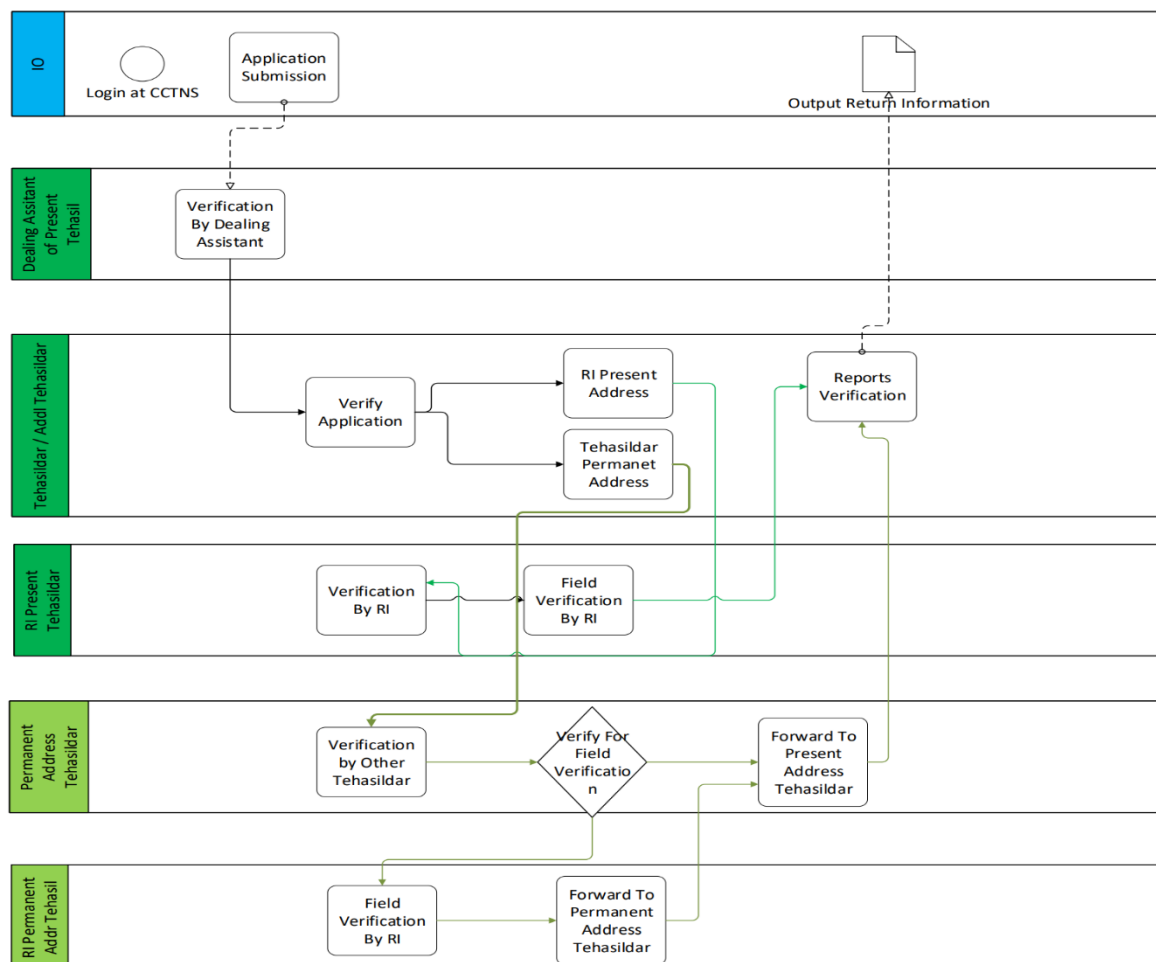 IO
Login at CCTNS
Application
Submission
Output Return Information
Dealing Assitant
of Present
Tehasil
Verification
By Dealing
Assistant
Tehasildar / Addl Tehasildar
Verify
Application
RI Present
Address
Tehasildar
Permanet
Address
Reports
Verification
RI Present
Tehasildar
Verification
By RI
Field
Verification
By RI
Permanent
Address
Tehasildar
Verification
by Other
Tehasildar
Verify For
Field
Verificatio
n
Forward To
Present
Address
Tehasildar
RI Permanent
Addr Tehasil
Field
Verification
By RI
Forward To
Permanent
Address
Tehasildar